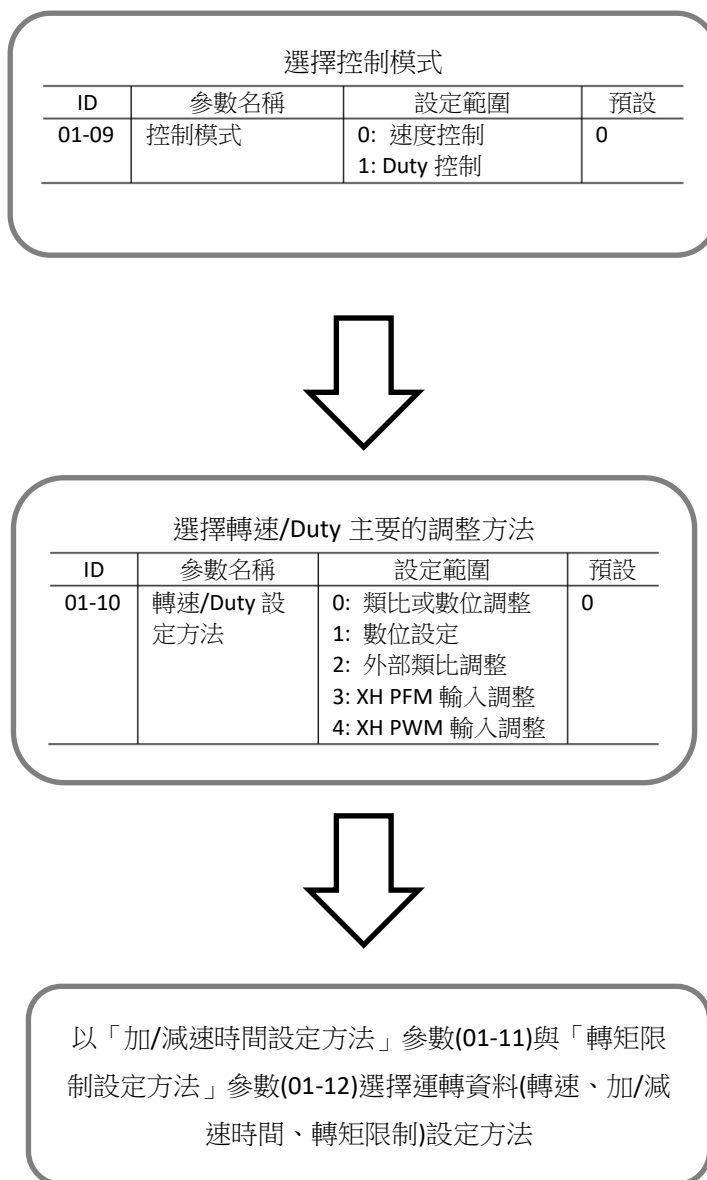 選擇控制模式
ID 參數名稱 設定範圍 預設
01-09 控制模式 0: 速度控制 0
1: Duty 控制
選擇轉速/Duty 主要的調整方法
ID 參數名稱 設定範圍 預設
01-10 轉速/Duty 設 0: 類比或數位調整 0
定方法 1: 數位設定
2: 外部類比調整
3: XH PFM 輸入調整
4: XH PWM 輸入調整
以「加/減速時間設定方法」參數(01-11)與「轉矩限
制設定方法」參數(01-12)選擇運轉資料(轉速、加/減
速時間、轉矩限制)設定方法